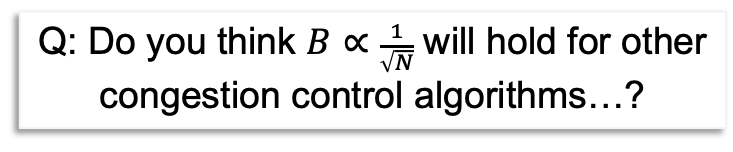 Q: Do you think B ∝ 1/√N will hold for other
congestion control algorithms…?